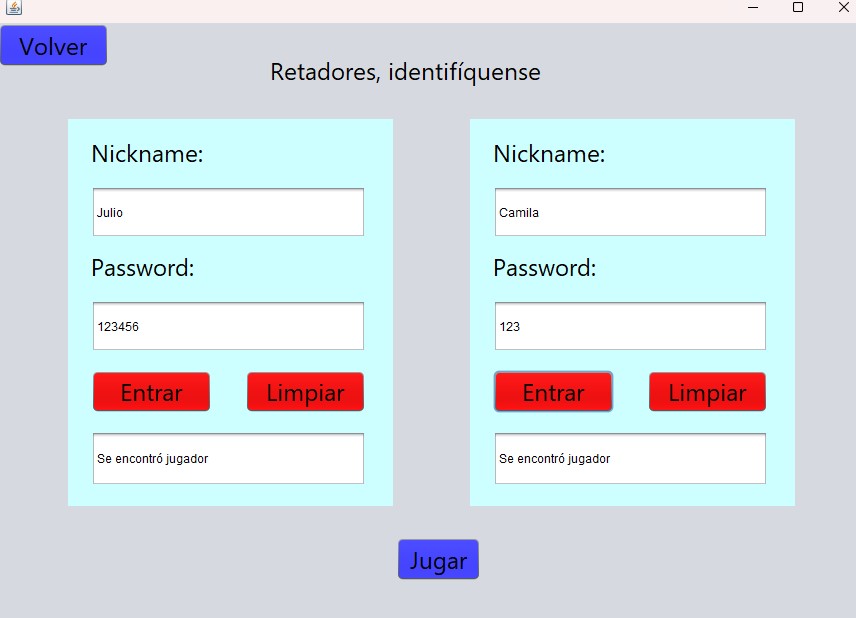 Volver
Retadores, identifíquense
Nickname:
Julio
Password:
123456
Entrar
Limpiar
Se encontró jugador
Nickname:
Camila
Password:
123
Entrar
Limpiar
Se encontró jugador
Jugar